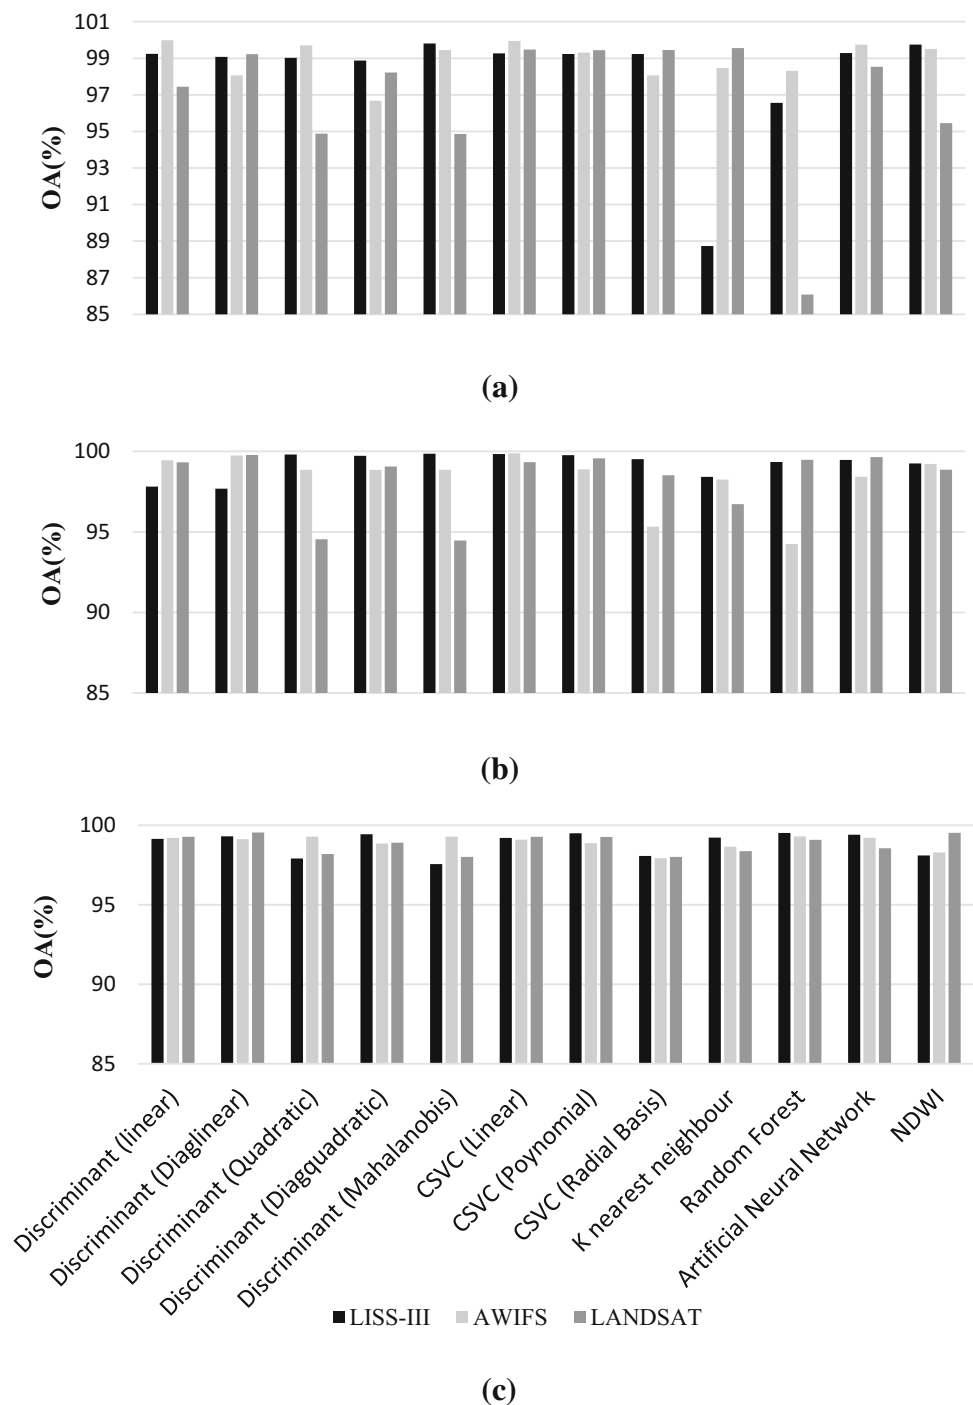 101
99
97
95
93
91
89
87
85
OA(%)
(a)
100
95
90
85
OA(%)
(b)
100
95
90
85
OA(%)
Discriminant (linear)
Discriminant (Diaglinear)
Discriminant (Quadratic)
Discriminant (Diagquadratic)
Discriminant (Mahalanobis)
CSVC (Linear)
CSVC (Poynomial)
CSVC (Radial Basis)
K nearest neighbour
Random Forest
Artificial Neural Network
NDWI
LISS-III AWIFS LANDSAT
(c)